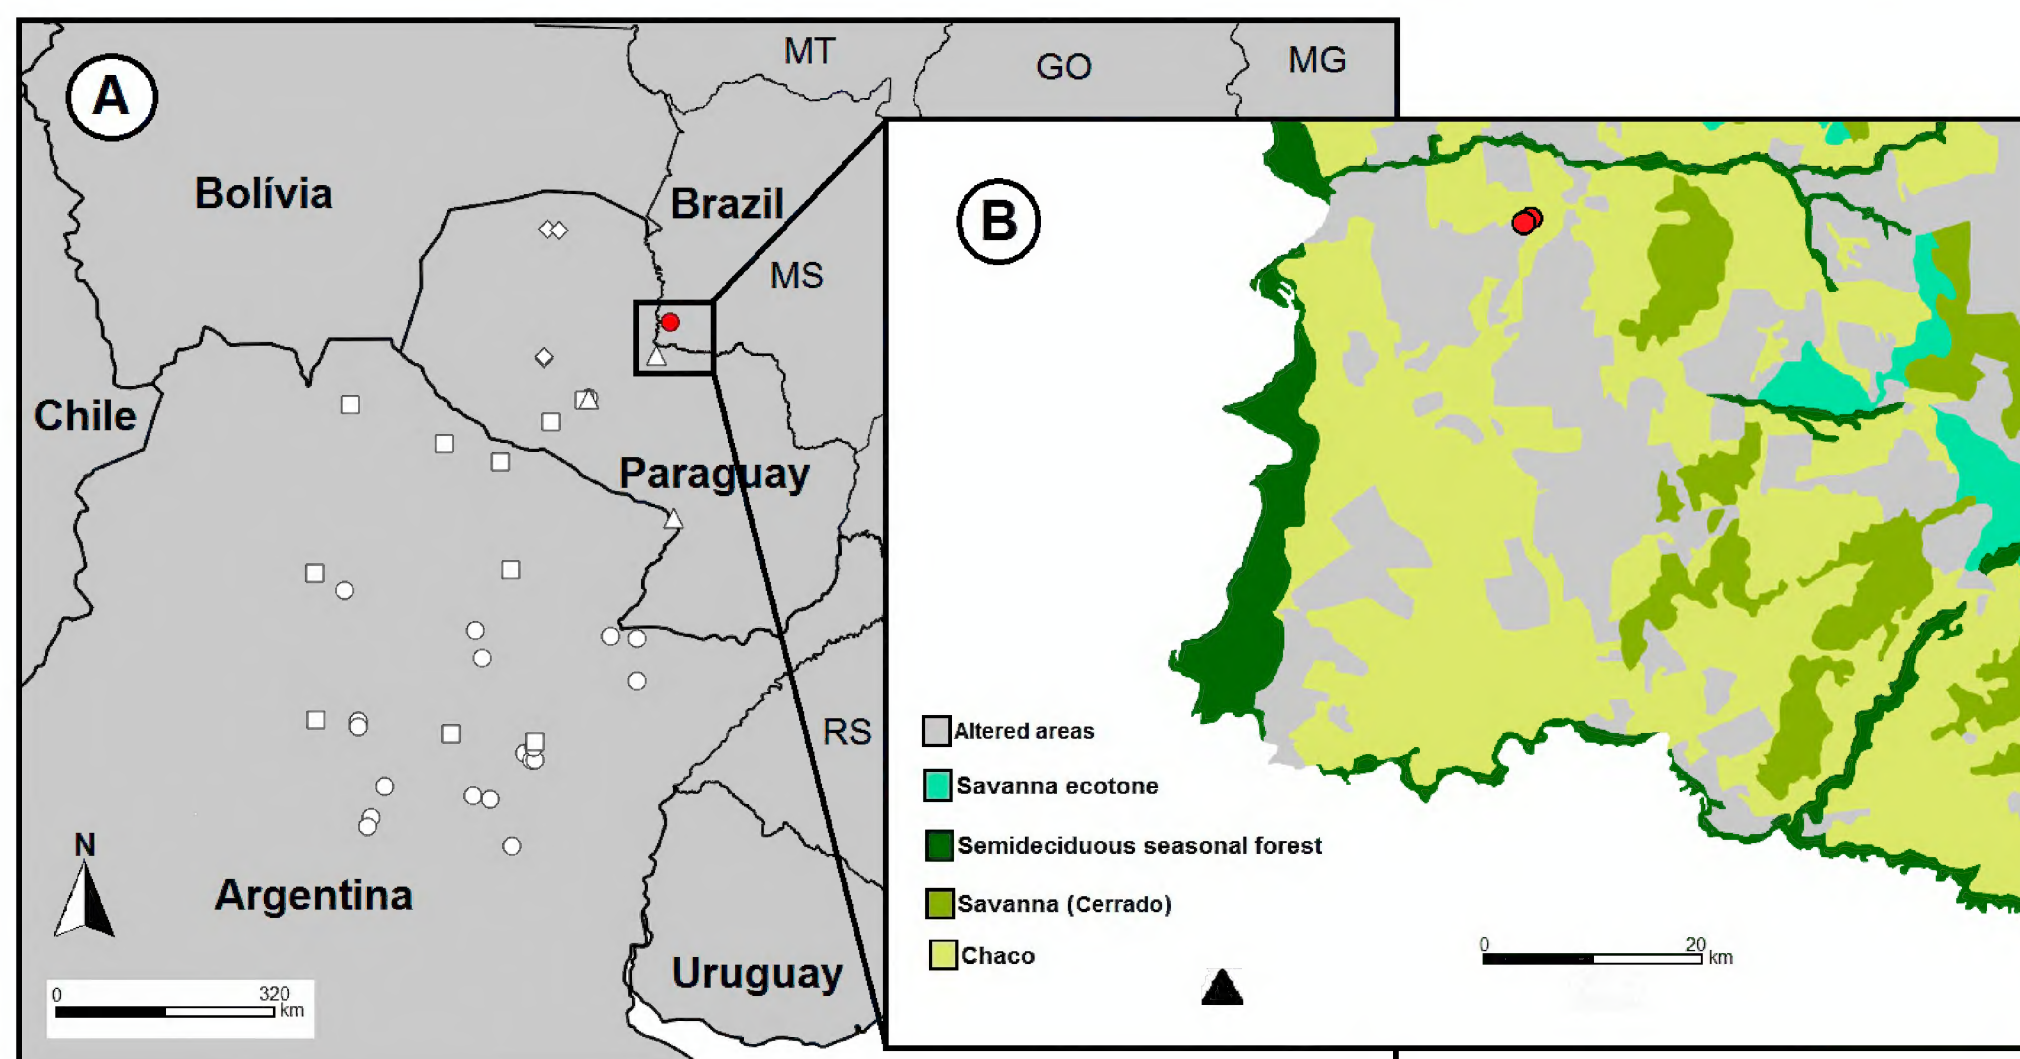 A
MT
GO
MG
Bolívia
Brazil
MS
B
Chile
Paraguay
RS
Altered areas
Savanna ecotone
Semideciduous seasonal forest
Savanna (Cerrado)
Chaco
N
Argentina
Uruguay
0 320
km
0 20
km